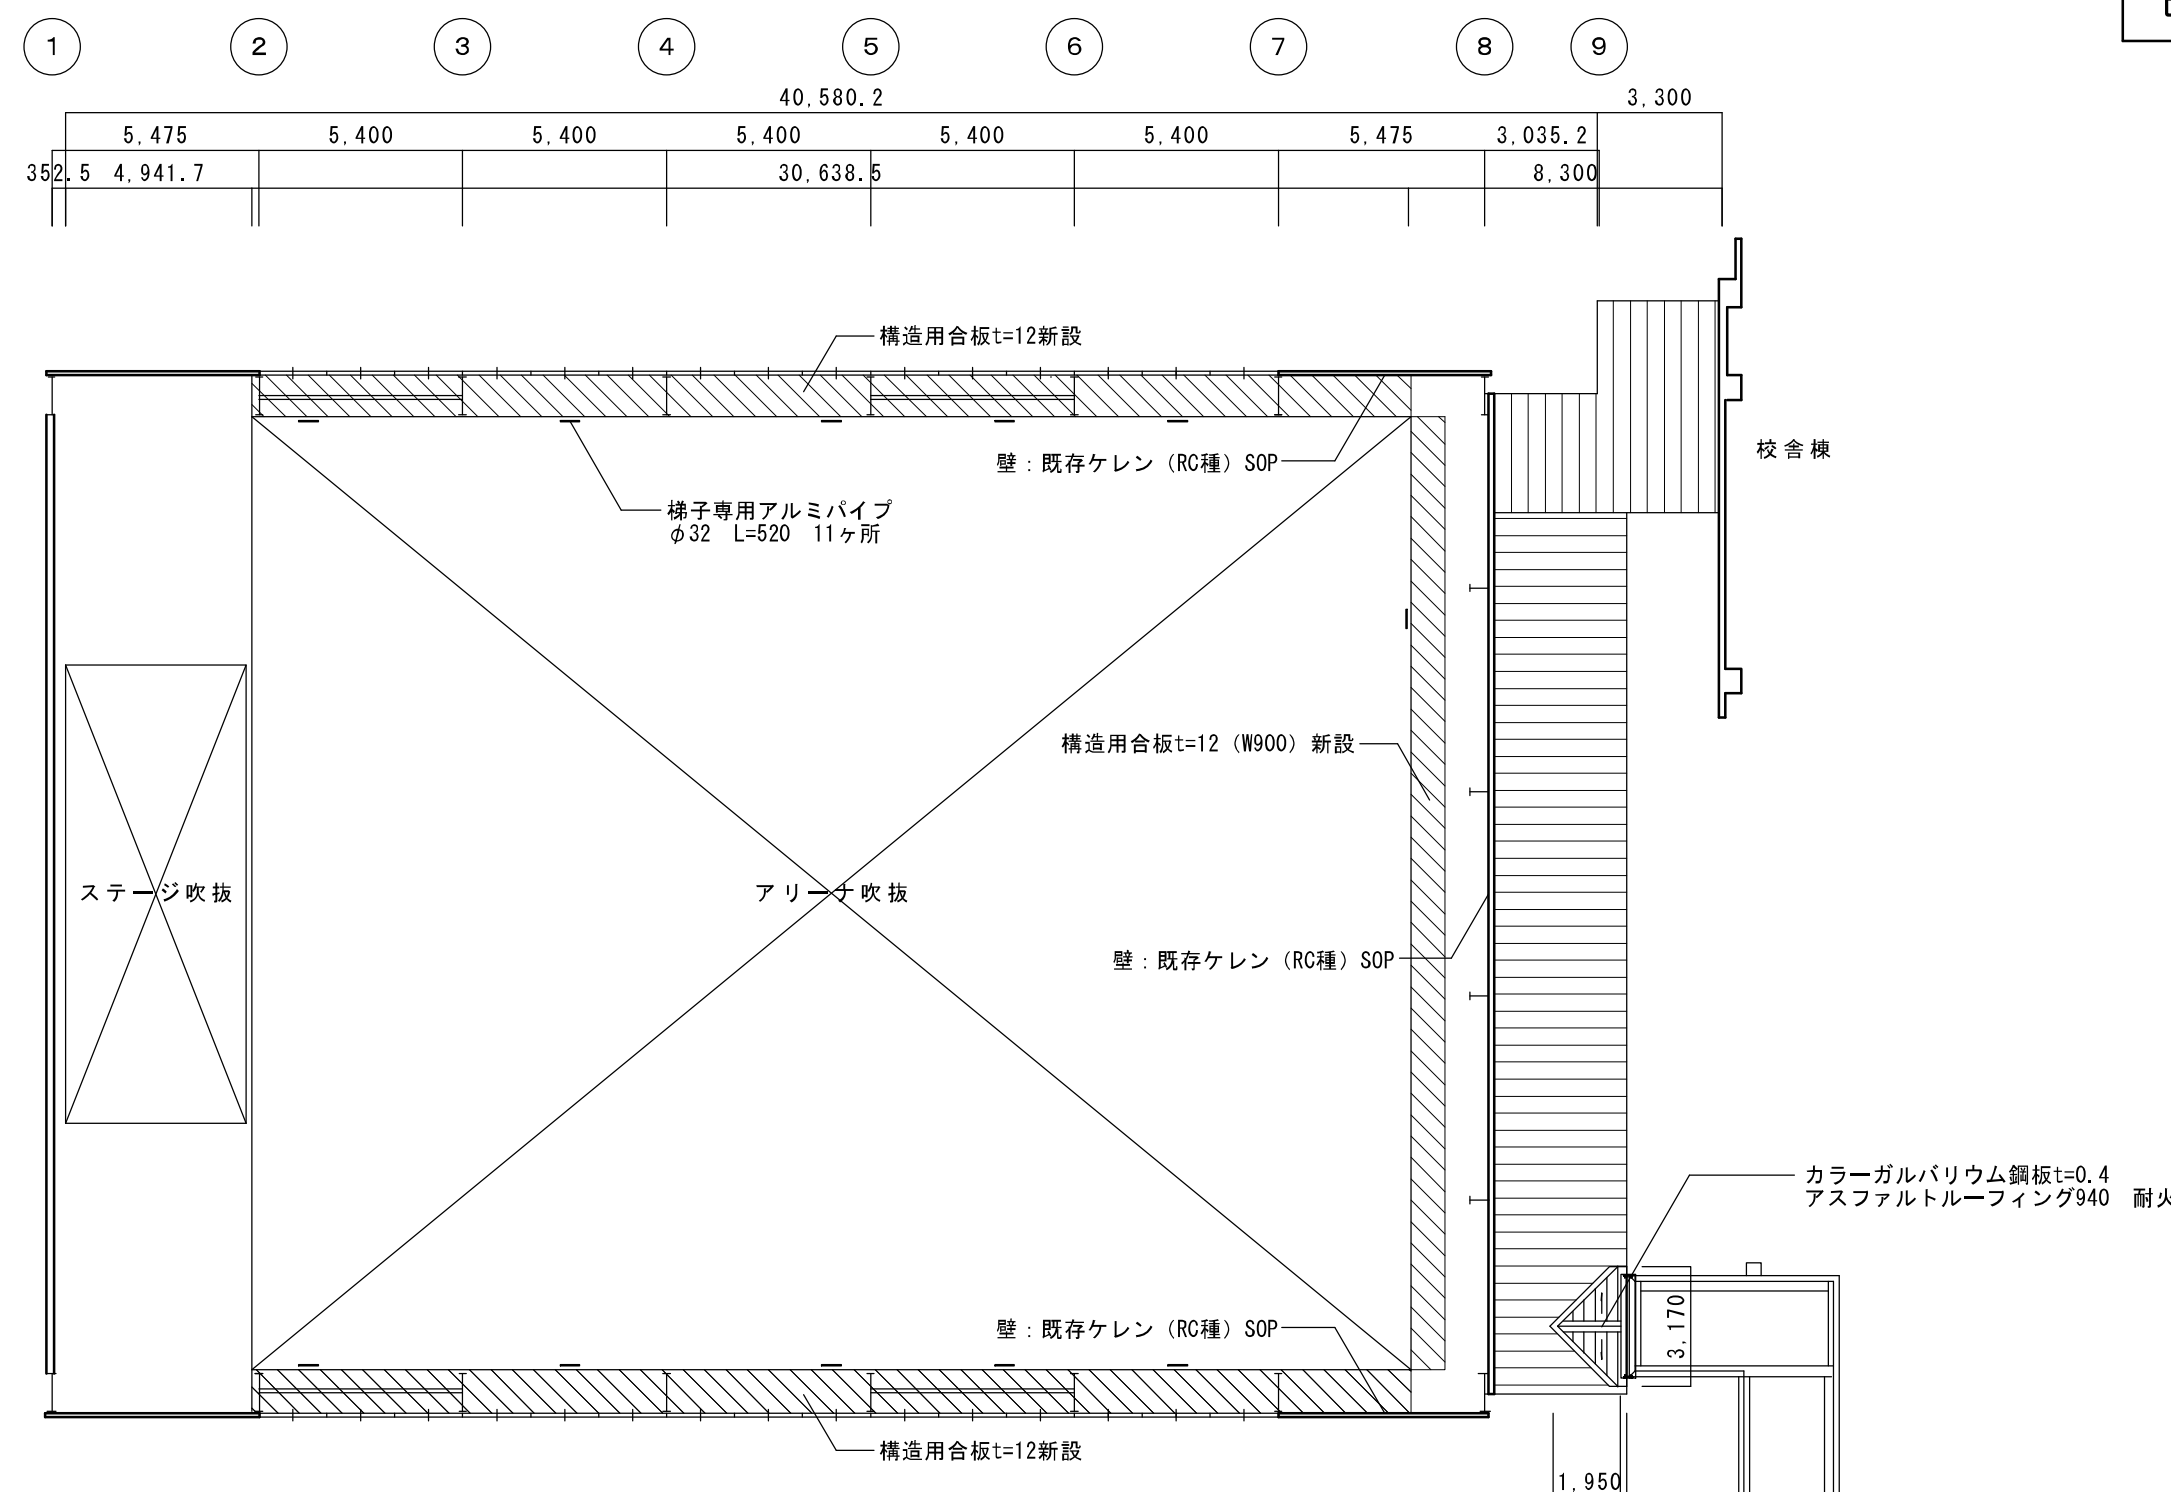 1 2 3 4 5 6 7 8 9
40,580.2 3,300
5,475 5,400 5,400 5,400 5,400 5,400 5,475 3,035.2
352.5 4,941.7 30,638.5 8,300
構造用合板t=12新設
校舎棟
壁：既存ケレン（RC種）SOP
梯子専用アルミパイプ
φ32 L=520 11ヶ所
構造用合板t=12（W900）新設
ステージ吹抜
アリーナ吹抜
壁：既存ケレン（RC種）SOP
カラーガルバリウム鋼板t=0.4
アスファルトルーフィング940 耐火
3,170
壁：既存ケレン（RC種）SOP
構造用合板t=12新設
1,950